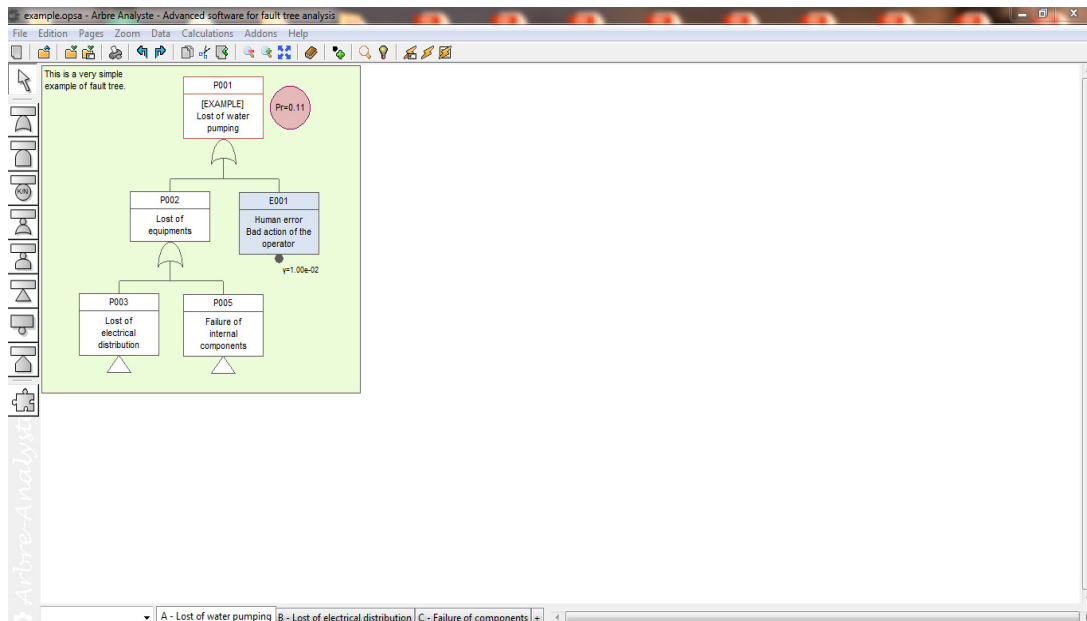 example.opsa - Arbre Analyste - Advanced software for fault tree analysis
File Edition Pages Zoom Data Calculations Addons Help
This is a very simple
example of fault tree.
P001
[EXAMPLE]
Lost of water
pumping
Pr=0.11
K/N
P002
Lost of
equipments
E001
Human error
Bad action of the
operator
γ=1.00e-02
P003
Lost of
electrical
distribution
P005
Failure of
internal
components
Arbre-Analyste
A - Lost of water pumping B - Lost of electrical distribution C - Failure of components +